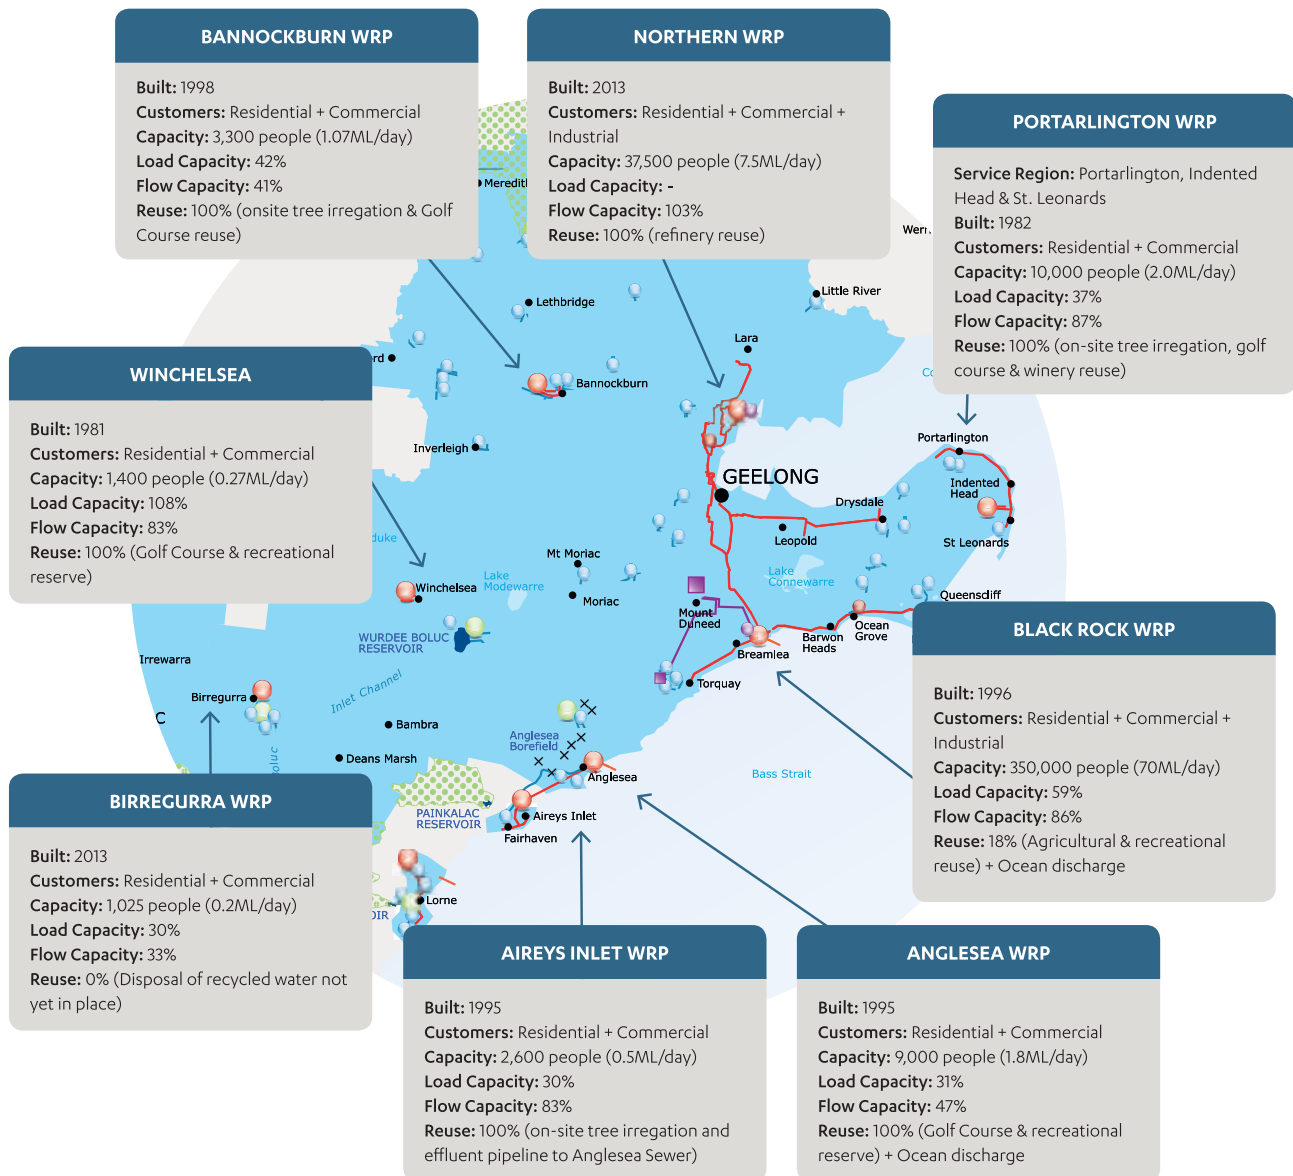 BANNOCKBURN WRP
Built: 1998
Customers: Residential + Commercial
Capacity: 3,300 people (1.07ML/day)
Load Capacity: 42%
Flow Capacity: 41%
Reuse: 100% (onsite tree irregation & Golf
Course reuse)
NORTHERN WRP
Built: 2013
Customers: Residential + Commercial +
Industrial
Capacity: 37,500 people (7.5ML/day)
Load Capacity: -
Flow Capacity: 103%
Reuse: 100% (refinery reuse)
PORTARLINGTON WRP
Service Region: Portarlington, Indented
Head & St. Leonards
Built: 1982
Customers: Residential + Commercial
Capacity: 10,000 people (2.0ML/day)
Load Capacity: 37%
Flow Capacity: 87%
Reuse: 100% (on-site tree irregation, golf
course & winery reuse)
WINCHELSEA
Built: 1981
Customers: Residential + Commercial
Capacity: 1,400 people (0.27ML/day)
Load Capacity: 108%
Flow Capacity: 83%
Reuse: 100% (Golf Course & recreational
reserve)
Meredit
Wer
Little River
Lethbridge
Lara
rd
Bannockburn
Co
Inverleigh
Portarlington
GEELONG
Indented
Head
Drysdale
Leopold
St Leonards
duke
Mt Moriac
Lake
Modewarre
Lake
Connewarre
Winchelsea
Moriac
Mount
Duneed
Queenscliff
WURDEE BOLUC
RESERVOIR
Ocean
Grove
Barwon
Heads
Breamlea
Irrewarra
Birregurra
Inlet Channel
Torquay
C
Bambra
Anglesea
Borefield
Deans Marsh
oluc
Anglesea
Bass Strait
PAINKALAC
RESERVOIR
Aireys Inlet
Fairhaven
Lorne
OIR
BLACK ROCK WRP
Built: 1996
Customers: Residential + Commercial +
Industrial
Capacity: 350,000 people (70ML/day)
Load Capacity: 59%
Flow Capacity: 86%
Reuse: 18% (Agricultural & recreational
reuse) + Ocean discharge
BIRREGURRA WRP
Built: 2013
Customers: Residential + Commercial
Capacity: 1,025 people (0.2ML/day)
Load Capacity: 30%
Flow Capacity: 33%
Reuse: 0% (Disposal of recycled water not
yet in place)
AIREYS INLET WRP
Built: 1995
Customers: Residential + Commercial
Capacity: 2,600 people (0.5ML/day)
Load Capacity: 30%
Flow Capacity: 83%
Reuse: 100% (on-site tree irregation and
effluent pipeline to Anglesea Sewer)
ANGLESEA WRP
Built: 1995
Customers: Residential + Commercial
Capacity: 9,000 people (1.8ML/day)
Load Capacity: 31%
Flow Capacity: 47%
Reuse: 100% (Golf Course & recreational
reserve) + Ocean discharge